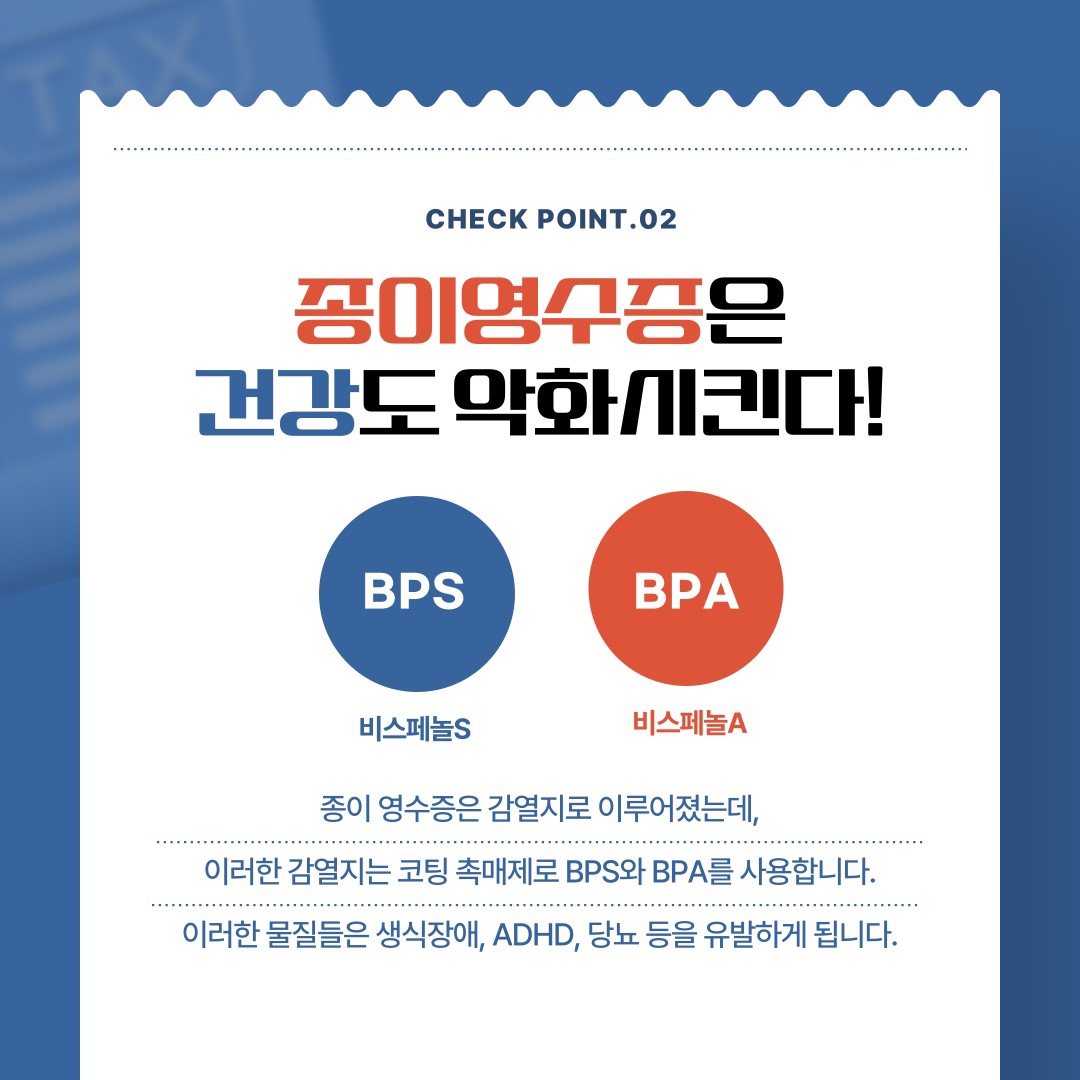 TAX
CHECK POINT.02
종이영수증은
건강도 악화시킨다!
BPS
BPA
비스페놀S
비스페놀A
종이 영수증은 감열지로 이루어졌는데,
이러한 감열지는 코팅 촉매제로 BPS와 BPA를 사용합니다.
이러한 물질들은 생식장애, ADHD, 당뇨 등을 유발하게 됩니다.